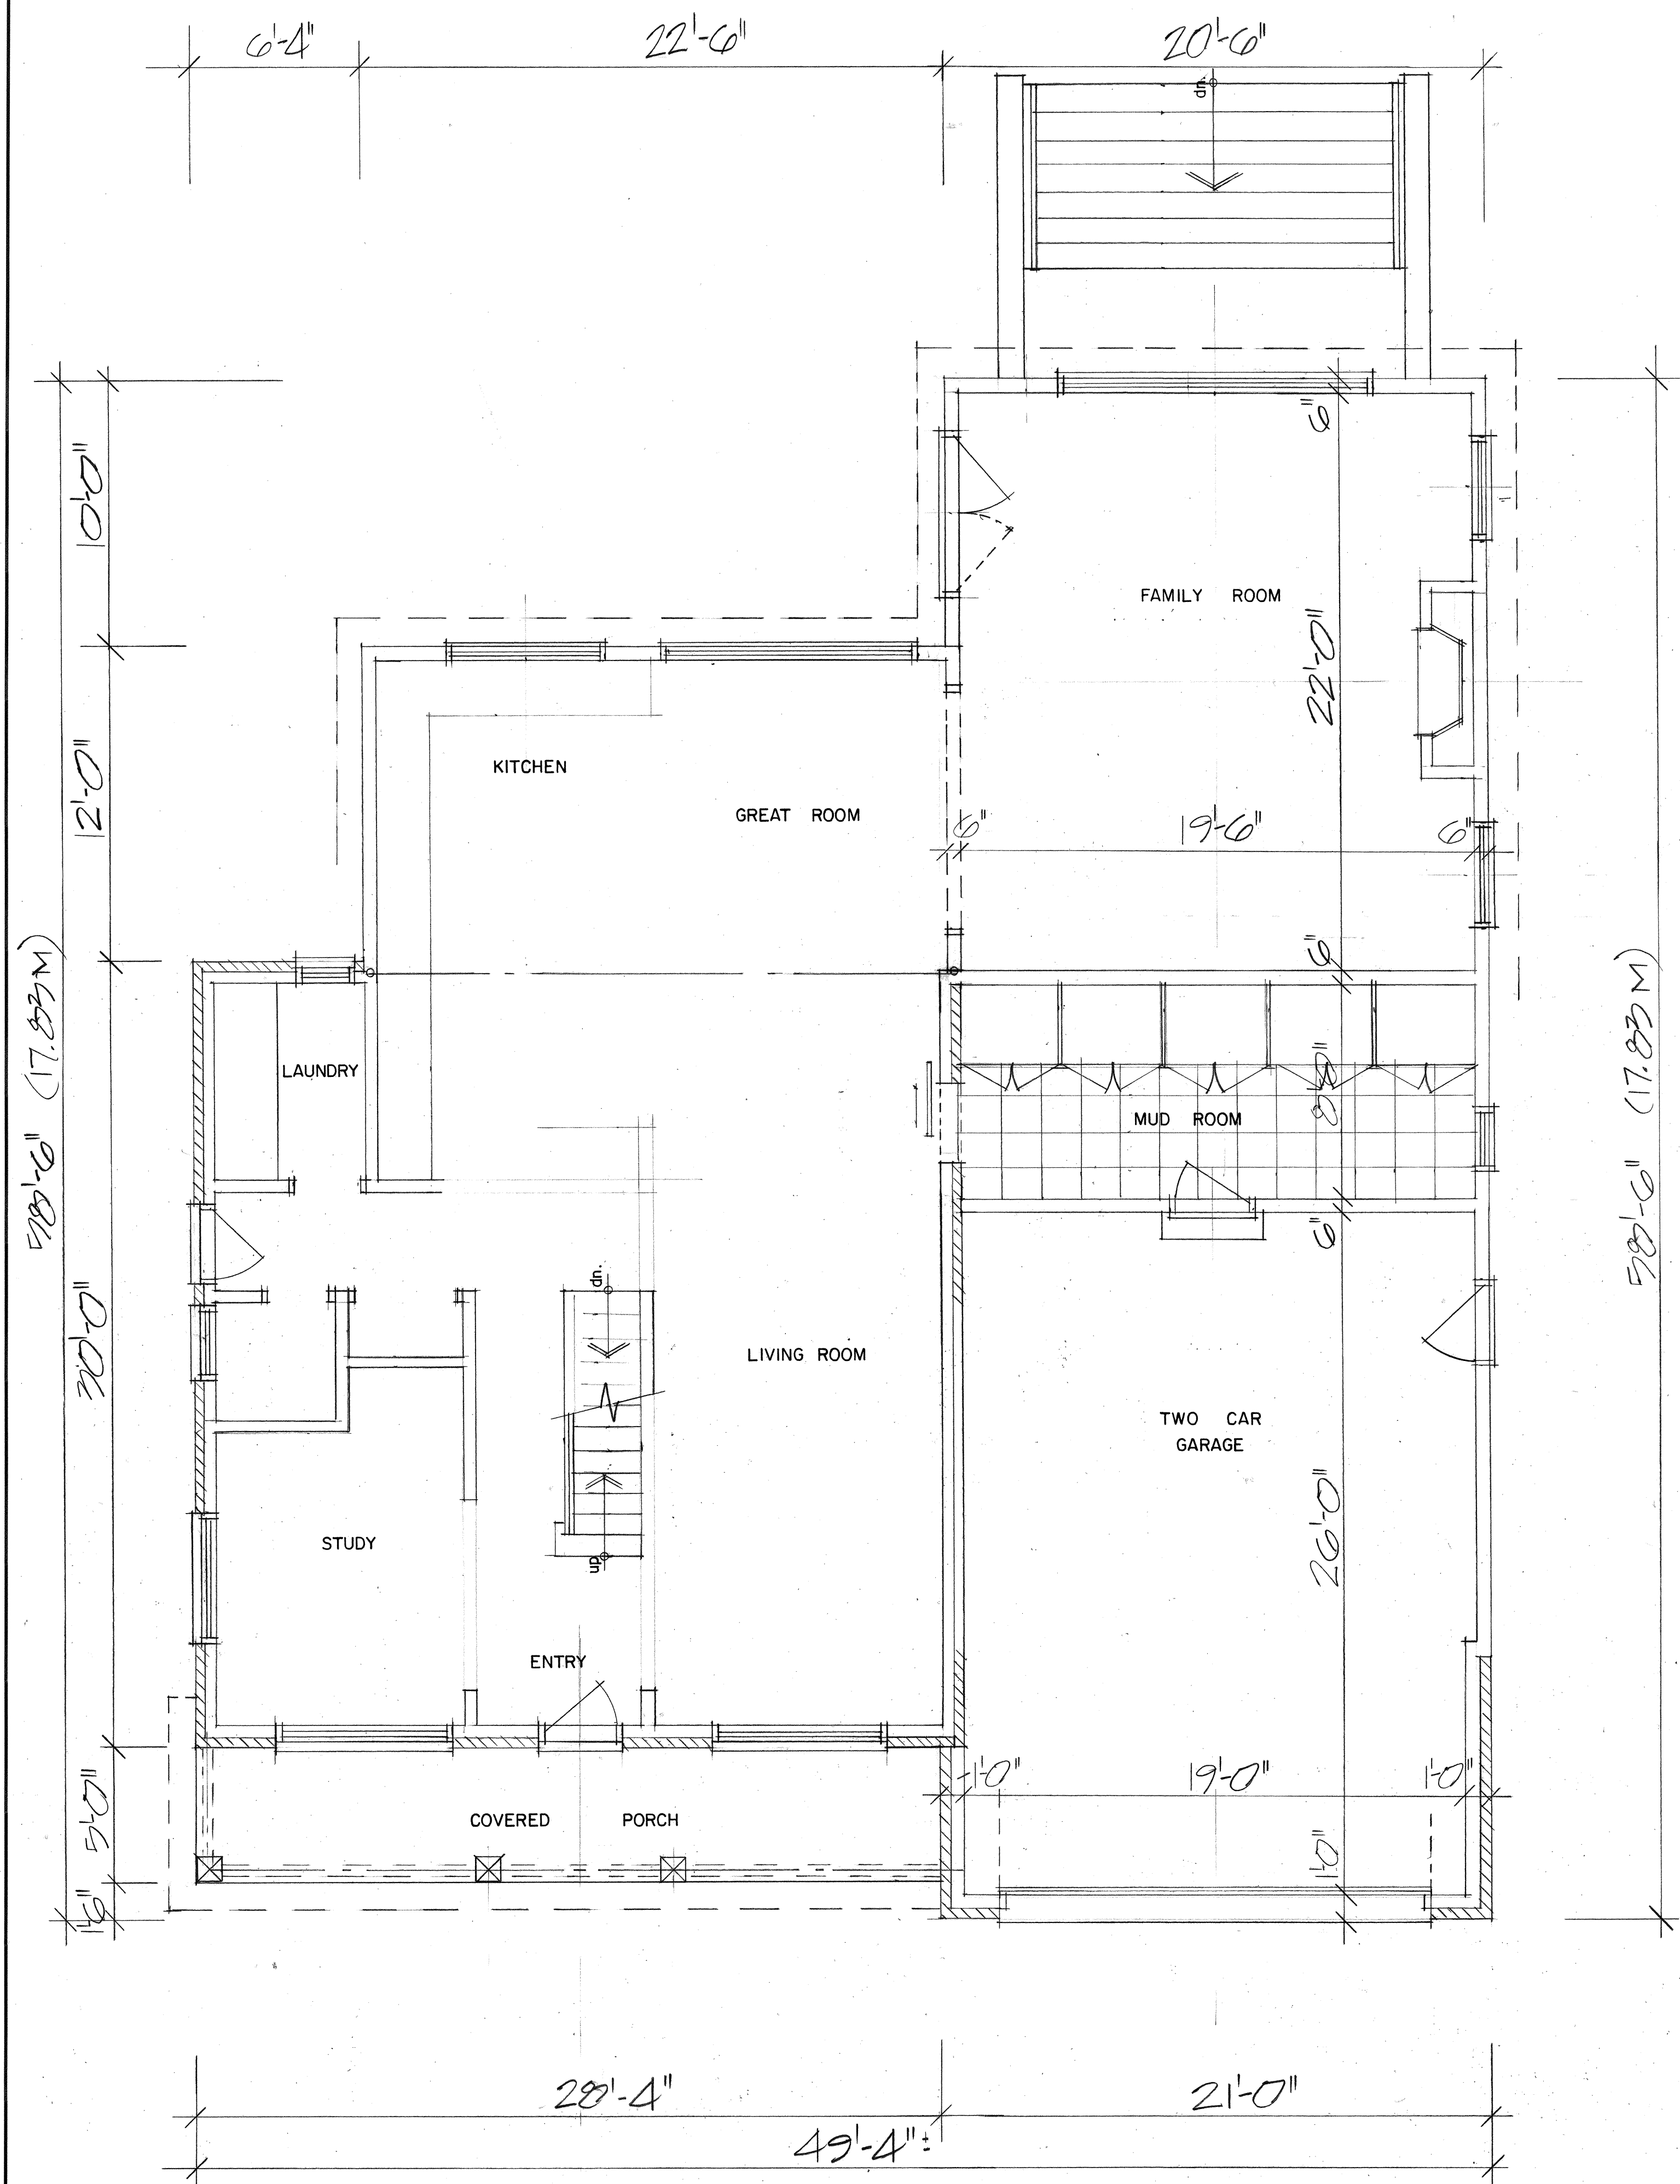 6'-4" 22'-6" 20'-6"
dn.
6"
10'-0"
FAMILY ROOM
22'-0"
KITCHEN
12'-0"
GREAT ROOM
6" 19'-6" 6"
6"
58'-6" (17.83 M)
58'-6" (17.83 M)
LAUNDRY
8'-0"
MUD ROOM
6"
dn.
30'-0"
LIVING ROOM
TWO CAR
GARAGE
26'-0"
STUDY
up
ENTRY
1'-0" 19'-0" 1'-0"
5'-0"
COVERED PORCH
1'-0"
1'-6"
28'-4" 21'-0"
49'-4"±